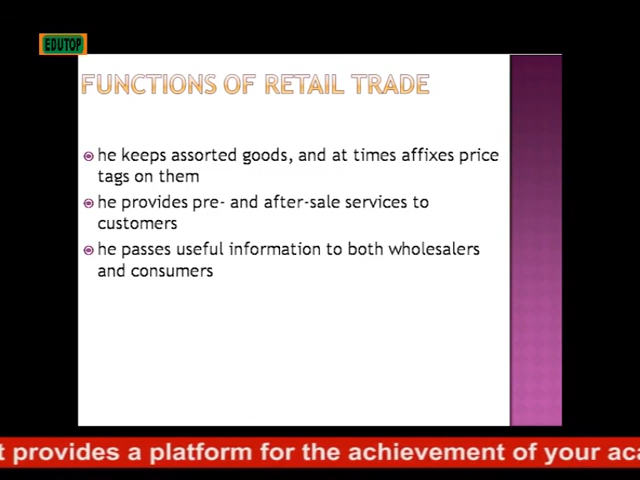 EDUTOP
FUNCTIONS OF RETAIL TRADE
he keeps assorted goods, and at times affixes price
tags on them
he provides pre- and after-sale services to
customers
he passes useful information to both wholesalers
and consumers
t provides a platform for the achievement of your aca